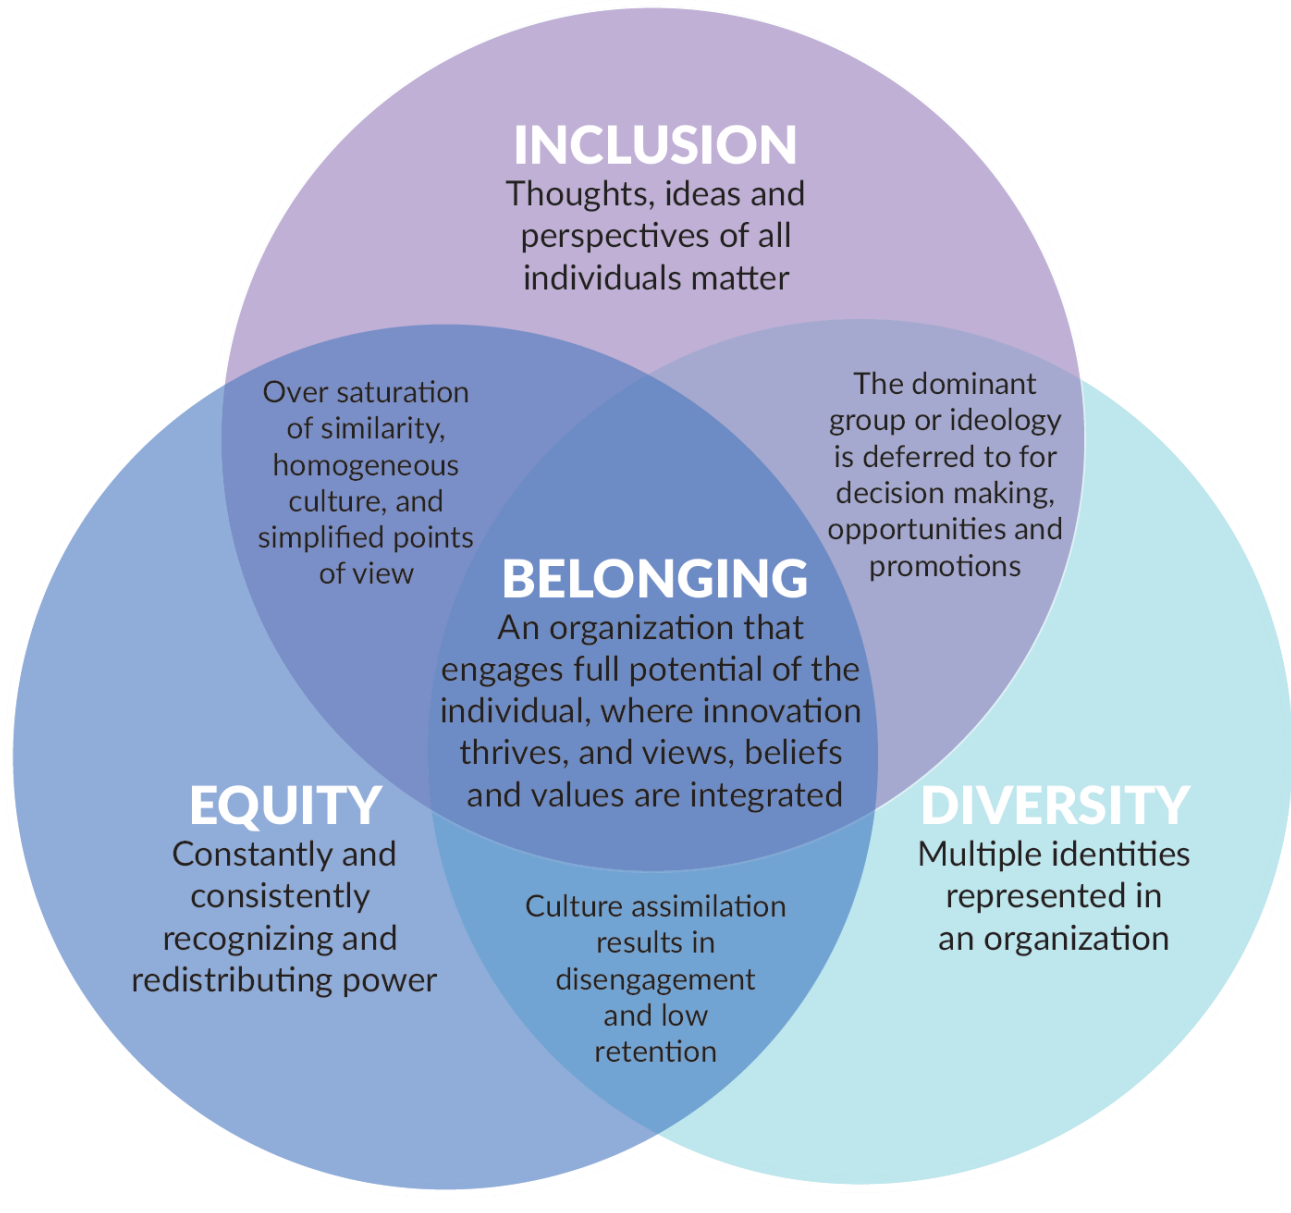 INCLUSION
Thoughts, ideas and
perspectives of all
individuals matter
Over saturation
of similarity,
homogeneous
culture, and
simplified points
of view
The dominant
group or ideology
is deferred to for
decision making,
opportunities and
promotions
BELONGING
An organization that
engages full potential of the
individual, where innovation
thrives, and views, beliefs
and values are integrated
EQUITY
Constantly and
consistently
recognizing and
redistributing power
DIVERSITY
Multiple identities
represented in
an organization
Culture assimilation
results in
disengagement
and low
retention